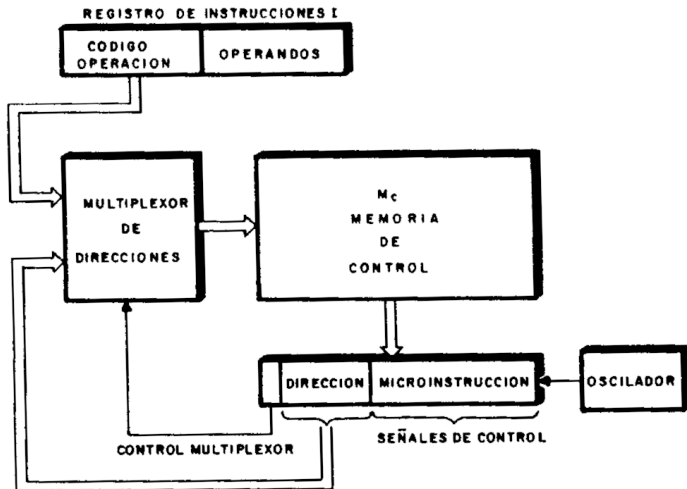 REGISTRO DE INSTRUCCIONES I
CODIGO
OPERACION
OPERANDOS
MULTIPLEXOR
DE
DIRECCIONES
Mc
MEMORIA
DE
CONTROL
DIRECCION
MICROINSTRUCCION
OSCILADOR
CONTROL MULTIPLEXOR
SEÑALES DE CONTROL